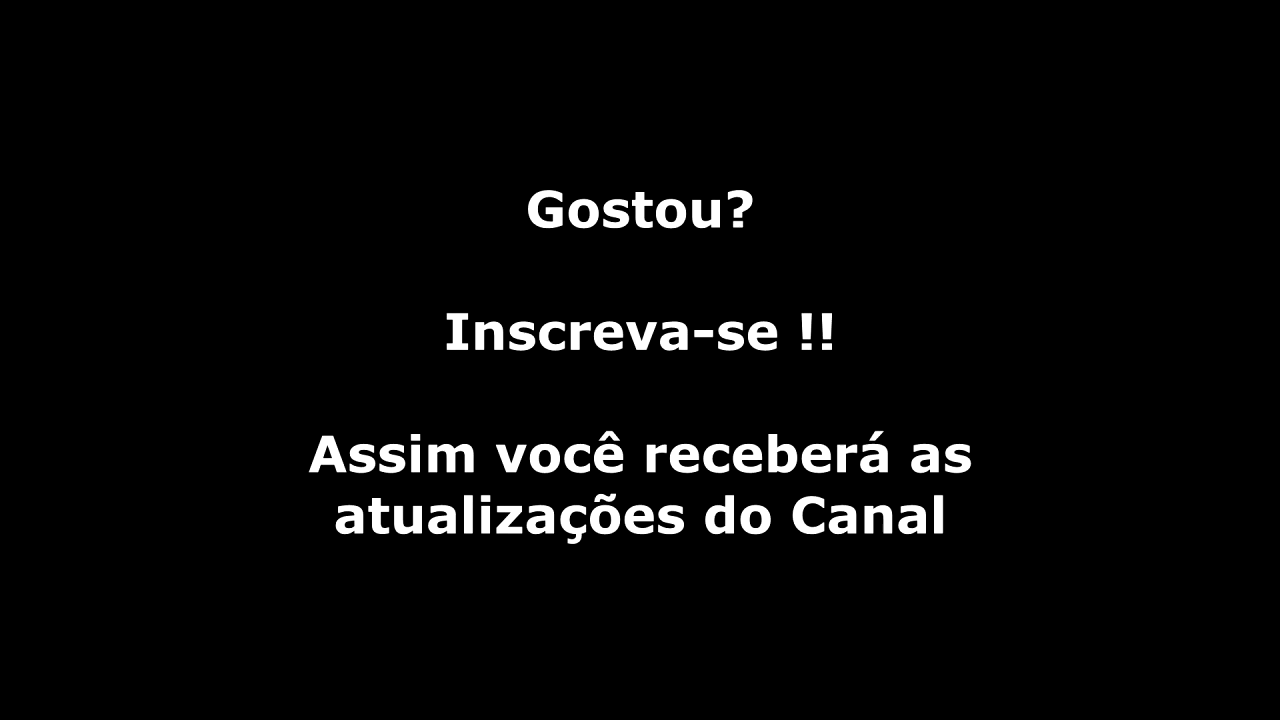 Gostou?
Inscreva-se !!
Assim você receberá as
atualizações do Canal